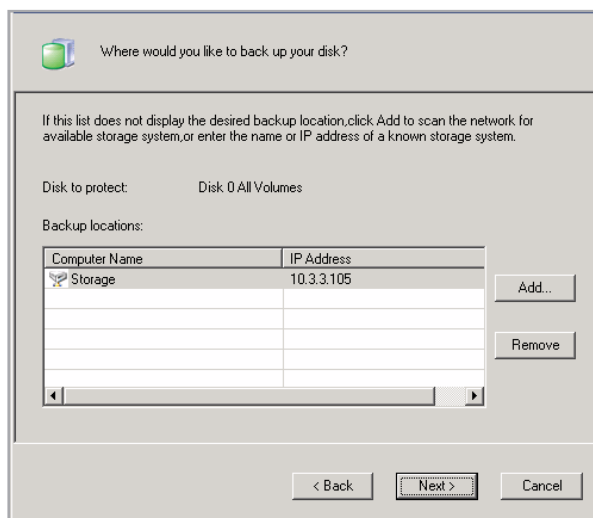 Where would you like to back up your disk?
If this list does not display the desired backup location,click Add to scan the network for
available storage system,or enter the name or IP address of a known storage system.
Disk to protect: Disk 0 All Volumes
Backup locations:
Computer Name IP Address
Storage 10.3.3.105
Add...
Remove
< Back Next > Cancel